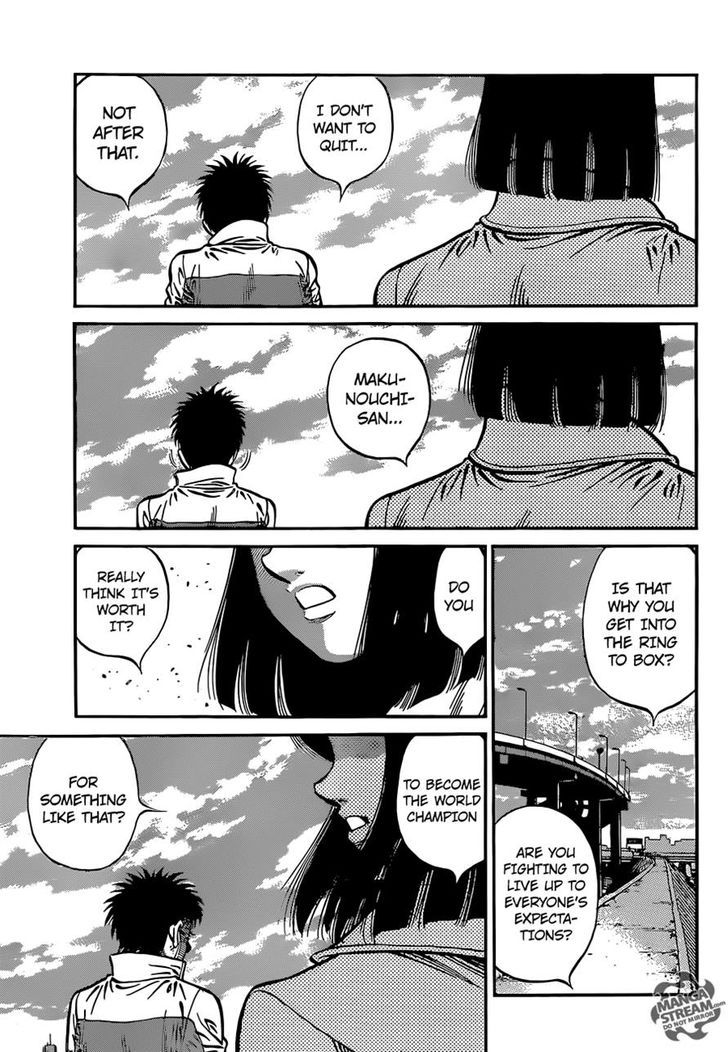 I DON'T
WANT TO
QUIT...
NOT
AFTER
THAT.
MAKU-
NOUCHI-
SAN...
IS THAT
WHY YOU
GET INTO
THE RING
TO BOX?
ARE YOU
FIGHTING TO
LIVE UP TO
EVERYONE'S
EXPECTA-
TIONS?
DO
YOU
REALLY
THINK IT'S
WORTH
IT?
TO BECOME
THE WORLD
CHAMPION
FOR
SOMETHING
LIKE THAT?
MANGA
STREAM.COM
DO NOT MIRROR